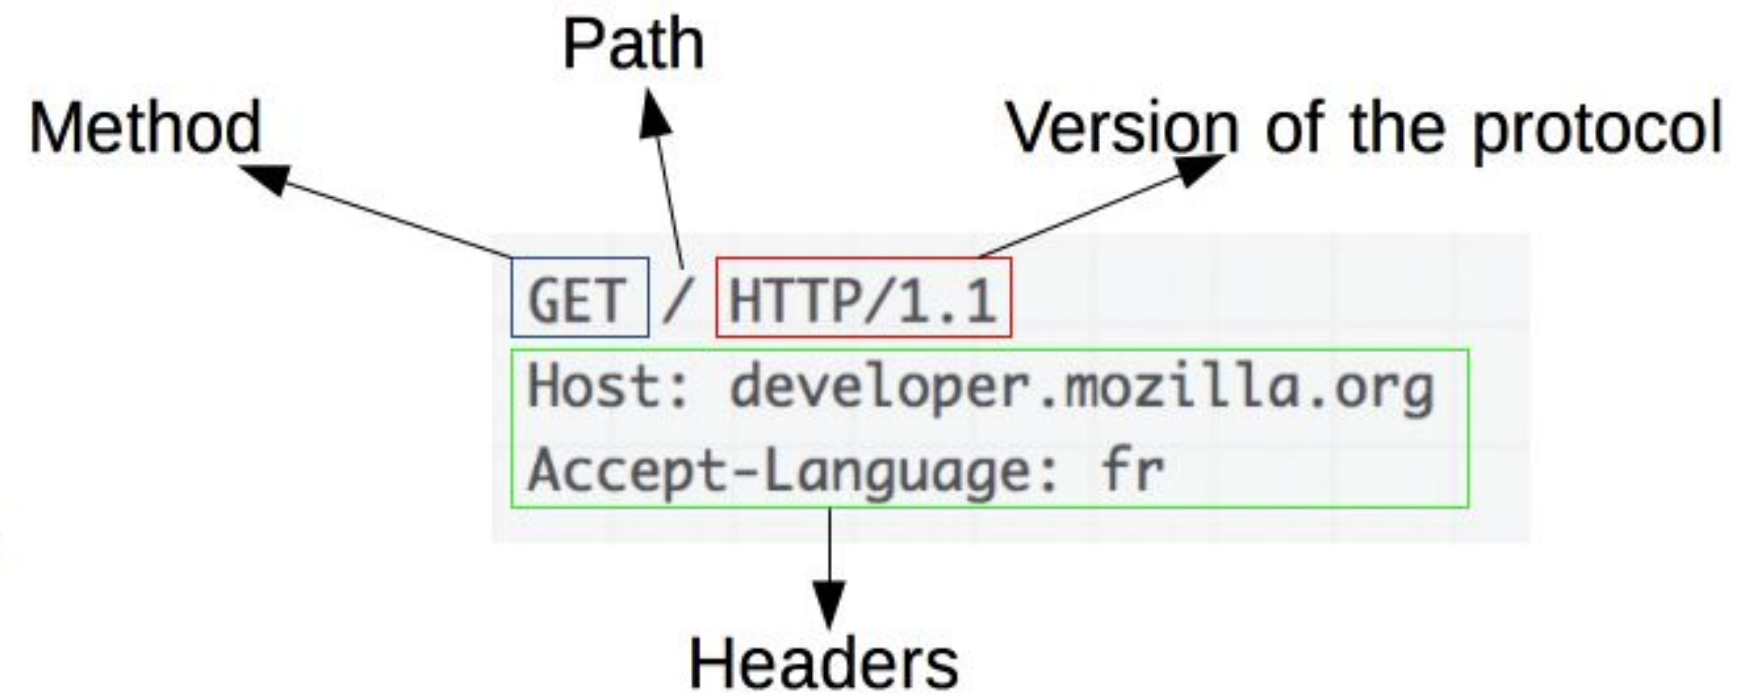 Path
Method
Version of the protocol
GET / HTTP/1.1
Host: developer.mozilla.org
Accept-Language: fr
Headers